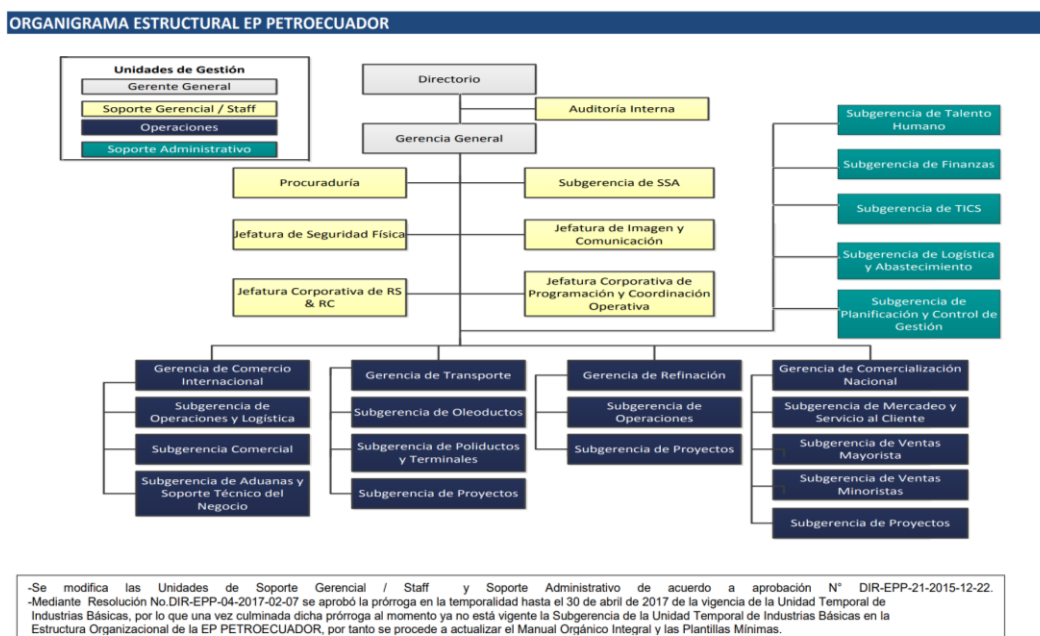 ORGANIGRAMA ESTRUCTURAL EP PETROECUADOR
Unidades de Gestión
Gerente General
Soporte Gerencial / Staff
Operaciones
Soporte Administrativo
Directorio
Auditoría Interna
Gerencia General
Procuraduría
Subgerencia de SSA
Jefatura de Seguridad Física
Jefatura de Imagen y
Comunicación
Jefatura Corporativa de RS
& RC
Jefatura Corporativa de
Programación y Coordinación
Operativa
Subgerencia de Talento
Humano
Subgerencia de Finanzas
Subgerencia de TICS
Subgerencia de Logística
y Abastecimiento
Subgerencia de
Planificación y Control de
Gestión
Gerencia de Comercio
Internacional
Subgerencia de
Operaciones y Logística
Subgerencia Comercial
Subgerencia de Aduanas y
Soporte Técnico del
Negocio
Gerencia de Transporte
Subgerencia de Oleoductos
Subgerencia de Poliductos
y Terminales
Subgerencia de Proyectos
Gerencia de Refinación
Subgerencia de
Operaciones
Subgerencia de Proyectos
Gerencia de Comercialización
Nacional
Subgerencia de Mercadeo y
Servicio al Cliente
Subgerencia de Ventas
Mayorista
Subgerencia de Ventas
Minoristas
Subgerencia de Proyectos
-Se modifica las Unidades de Soporte Gerencial / Staff y Soporte Administrativo de acuerdo a aprobación N° DIR-EPP-21-2015-12-22.
-Mediante Resolución No.DIR-EPP-04-2017-02-07 se aprobó la prórroga en la temporalidad hasta el 30 de abril de 2017 de la vigencia de la Unidad Temporal de
Industrias Básicas, por lo que una vez culminada dicha prórroga al momento ya no está vigente la Subgerencia de la Unidad Temporal de Industrias Básicas en la
Estructura Organizacional de la EP PETROECUADOR, por tanto se procede a actualizar el Manual Orgánico Integral y las Plantillas Mínimas.